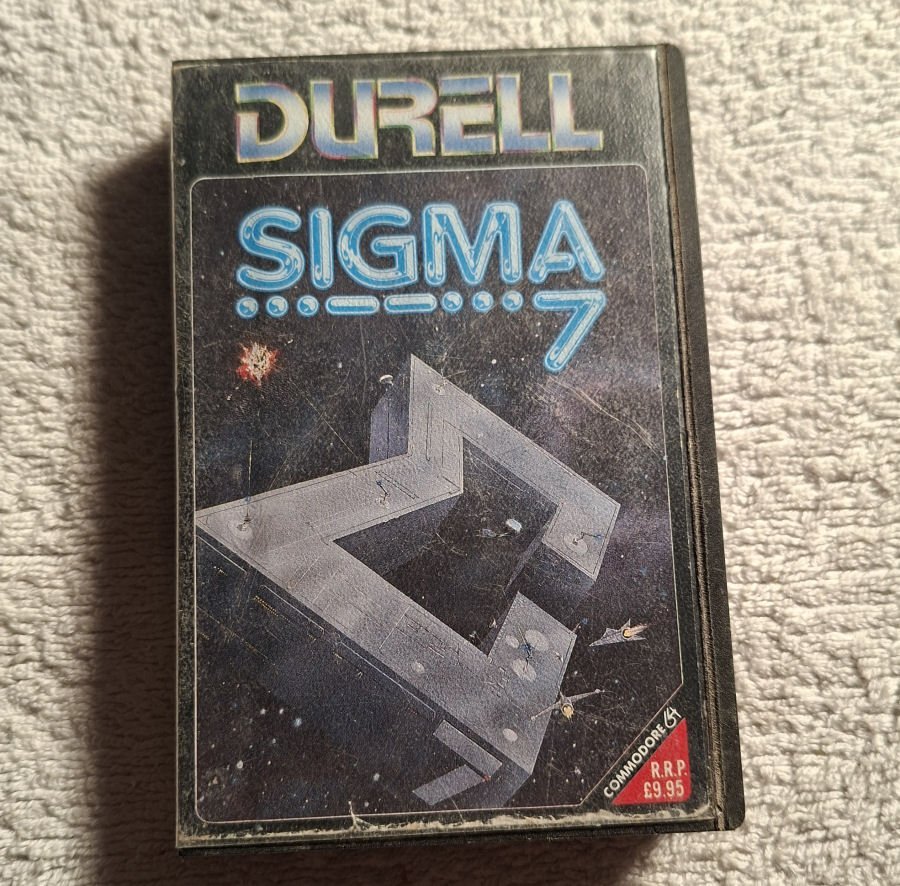 DURELL
SIGMA
7
COMMODORE 64
R.R.P.
£9.95